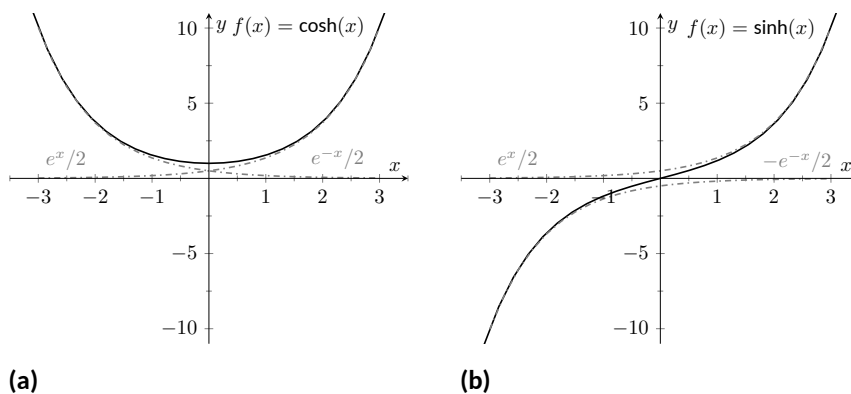 10
y f(x) = cosh(x)
5
e^x/2
e^{-x}/2
x
−3
−2
−1
1
2
3
−5
−10
(a)
10
y f(x) = sinh(x)
5
e^x/2
−e^{-x}/2
x
−3
−2
−1
1
2
3
−5
−10
(b)